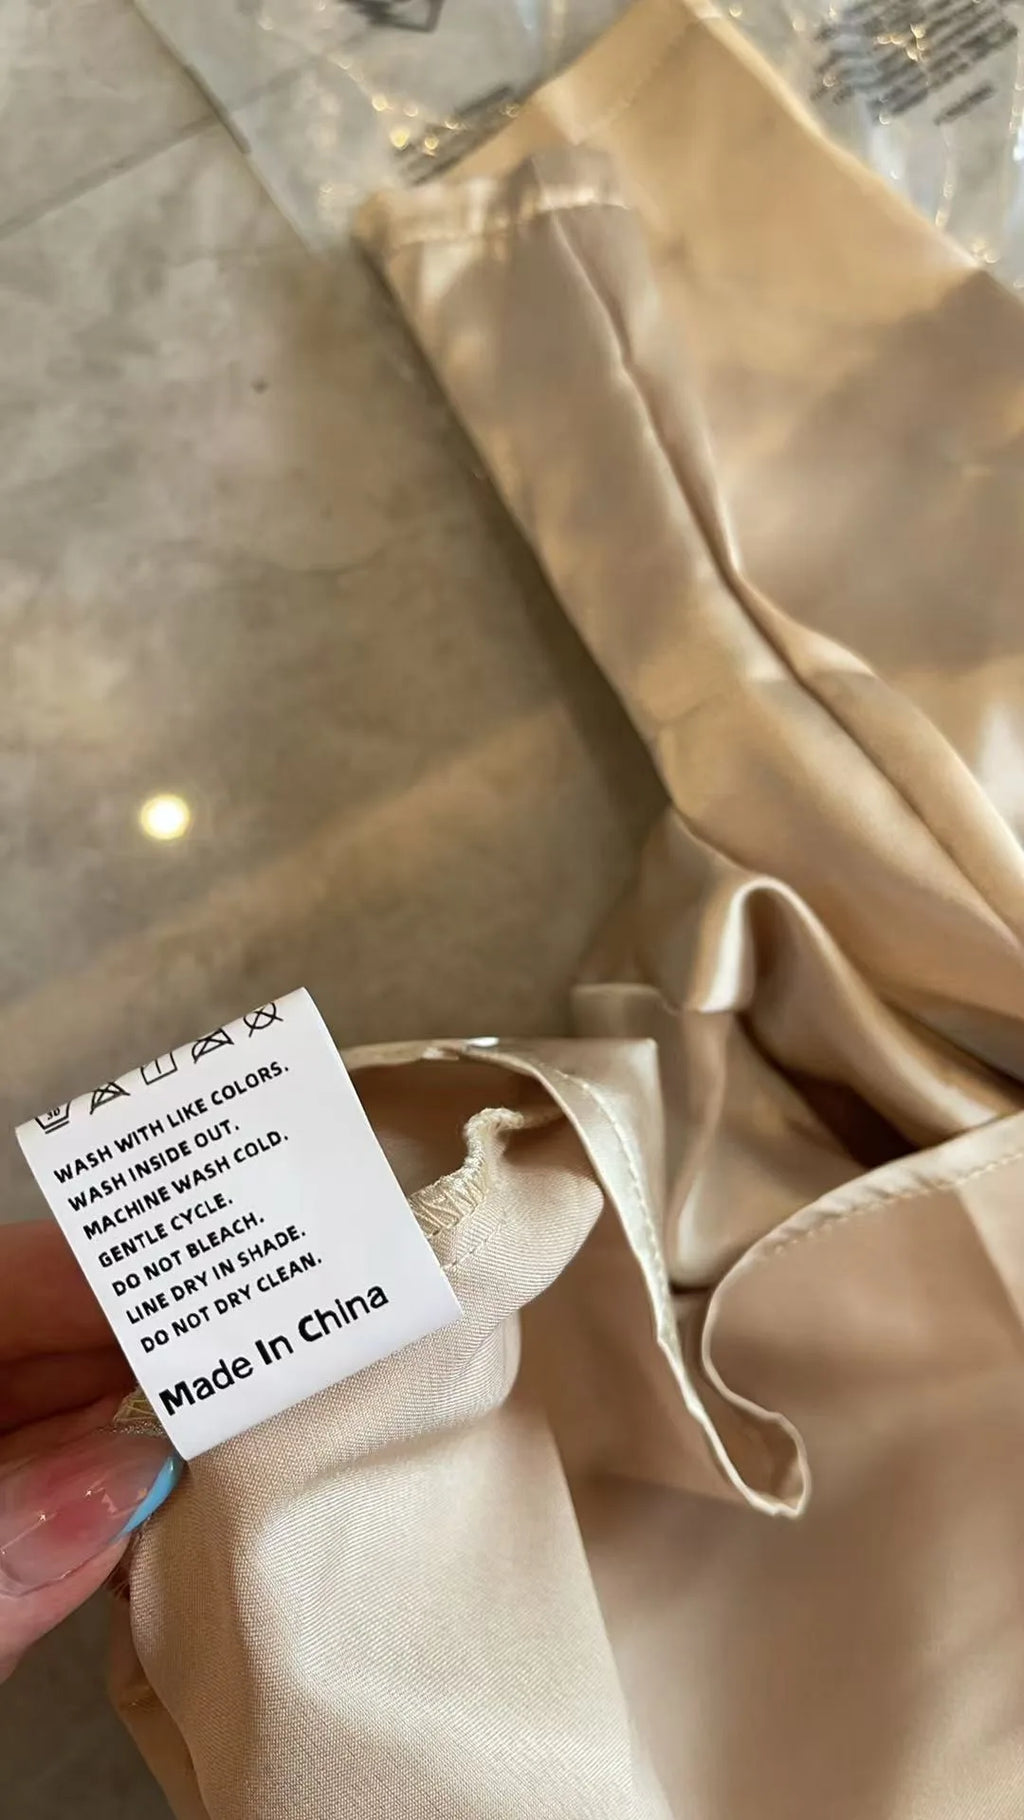 30
WASH WITH LIKE COLORS.
WASH INSIDE OUT.
MACHINE WASH COLD.
GENTLE CYCLE.
DO NOT BLEACH.
LINE DRY IN SHADE.
DO NOT DRY CLEAN.
Made In China